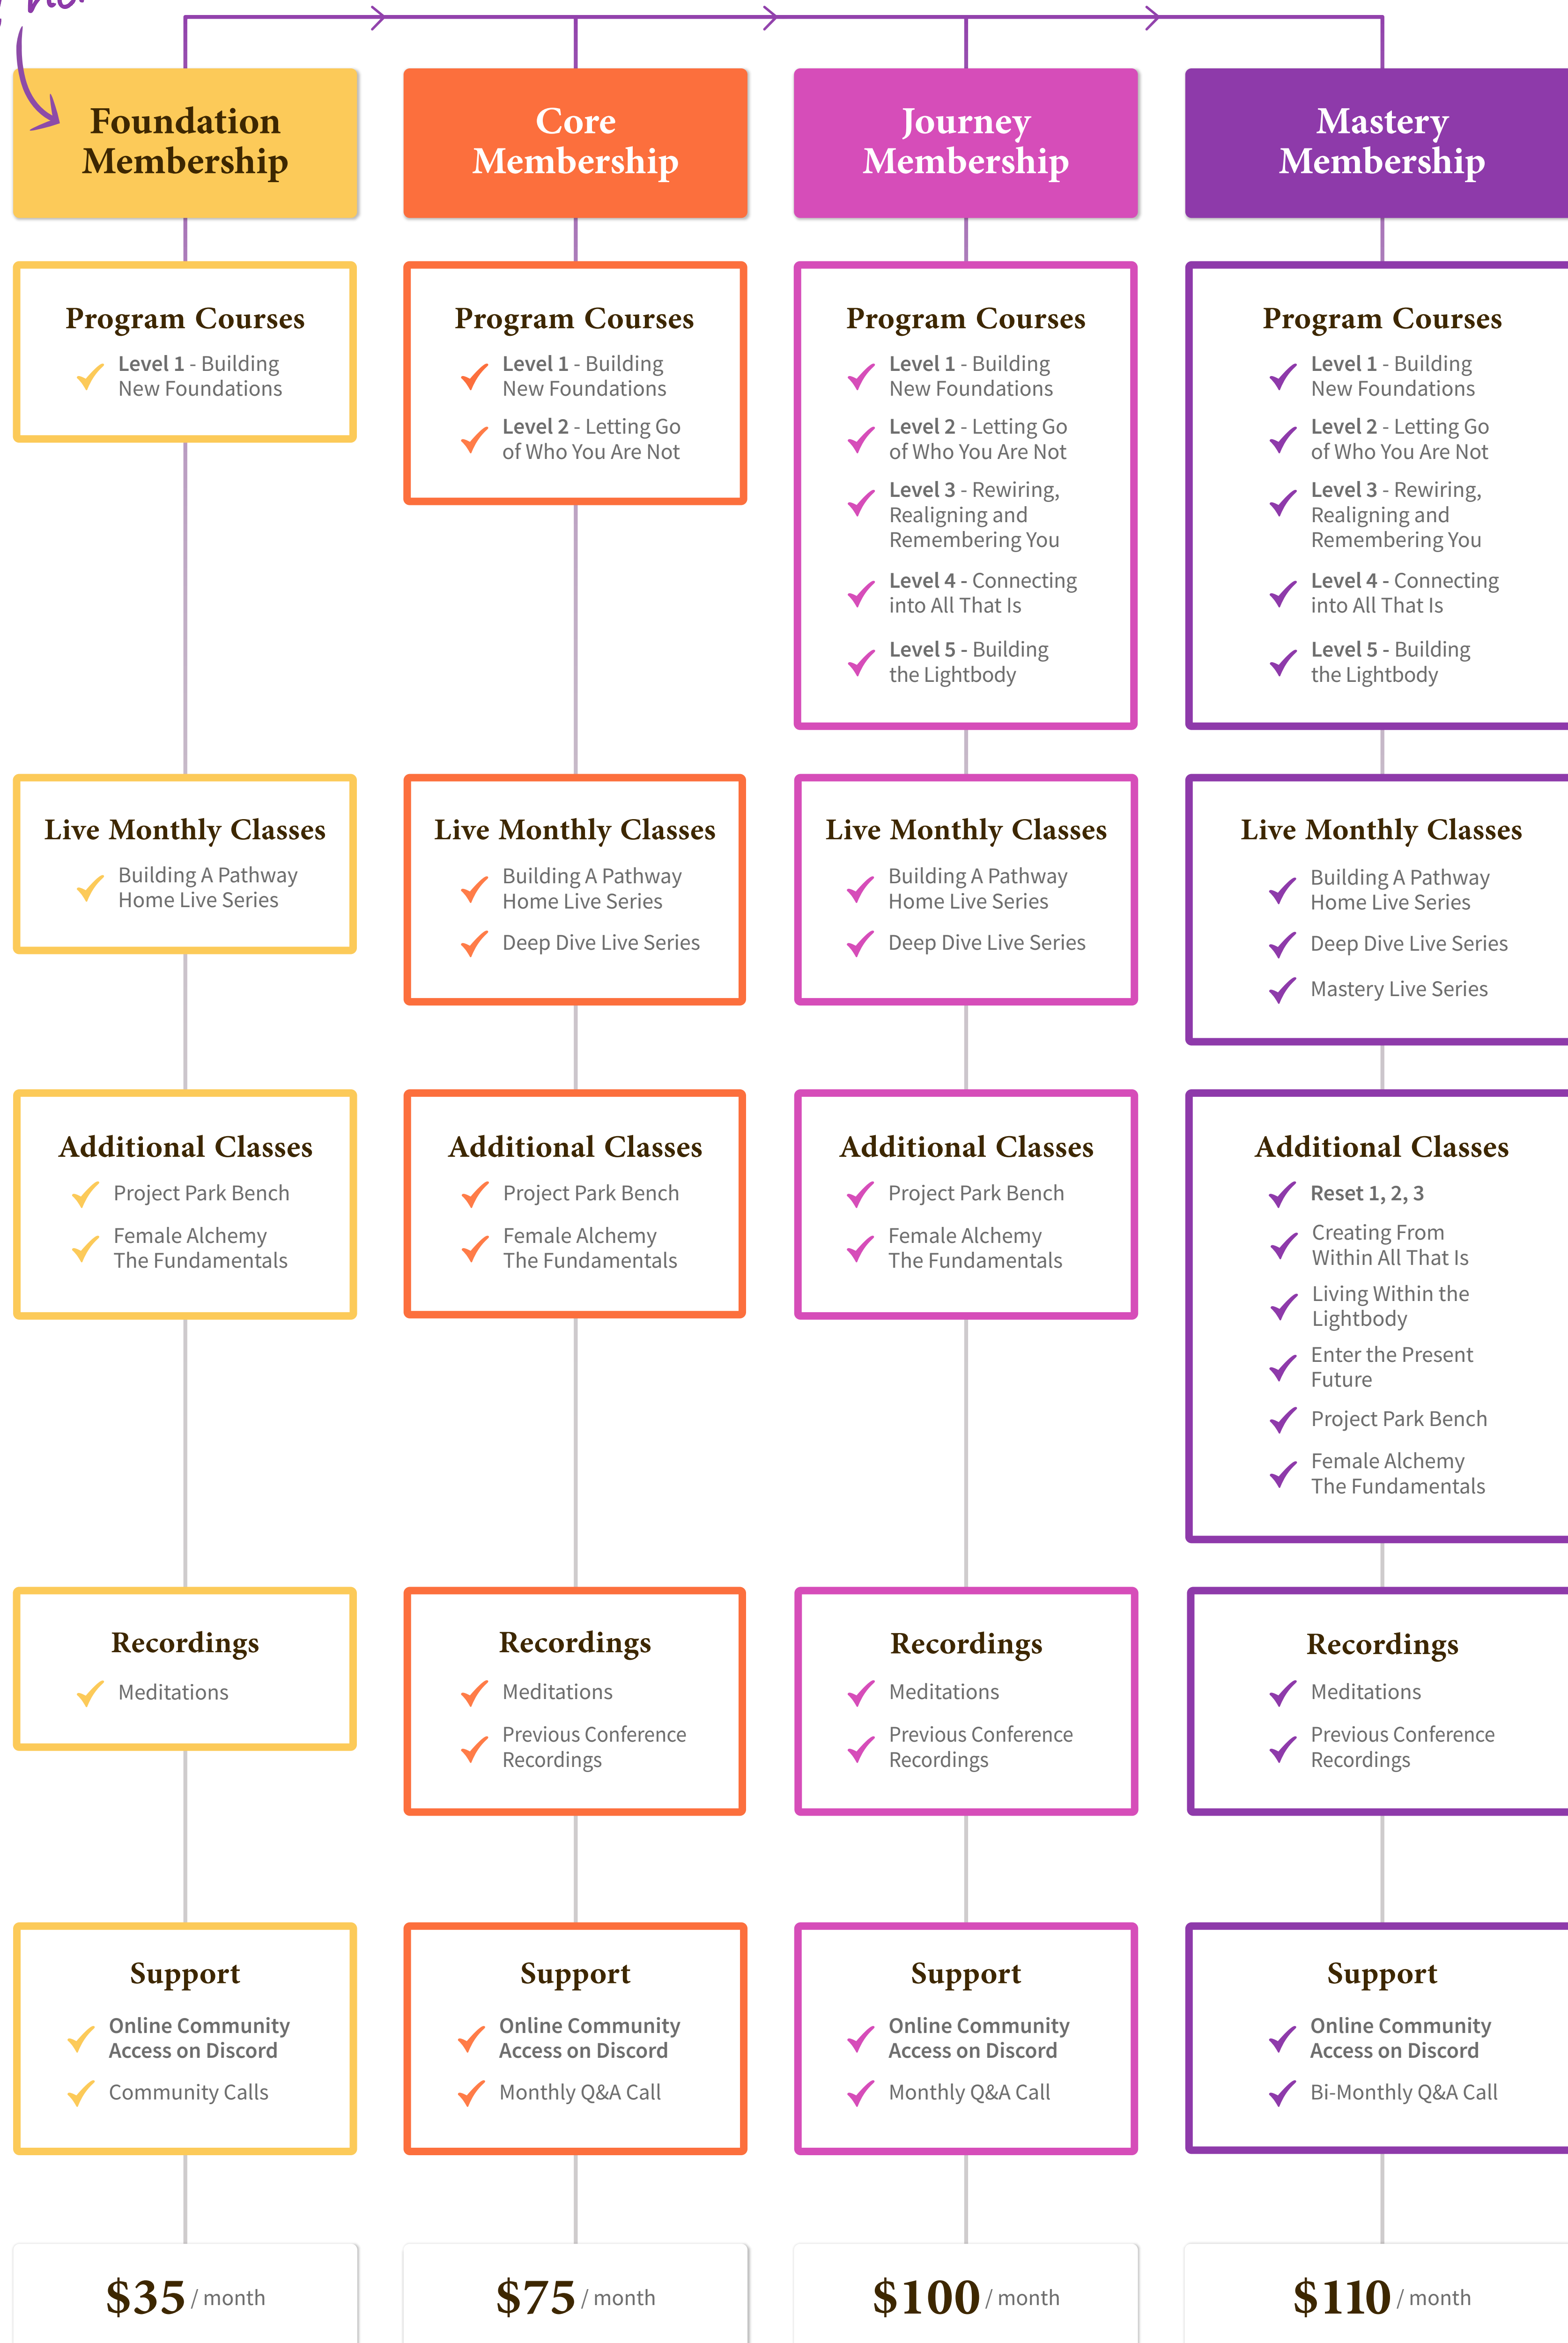 Foundation
Membership
Program Courses
Level 1 - Building
New Foundations
Live Monthly Classes
Building A Pathway
Home Live Series
Additional Classes
Project Park Bench
Female Alchemy
The Fundamentals
Recordings
Meditations
Support
Online Community
Access on Discord
Community Calls
$35 / month
Core
Membership
Program Courses
Level 1 - Building
New Foundations
Level 2 - Letting Go
of Who You Are Not
Live Monthly Classes
Building A Pathway
Home Live Series
Deep Dive Live Series
Additional Classes
Project Park Bench
Female Alchemy
The Fundamentals
Recordings
Meditations
Previous Conference
Recordings
Support
Online Community
Access on Discord
Monthly Q&A Call
$75 / month
Journey
Membership
Program Courses
Level 1 - Building
New Foundations
Level 2 - Letting Go
of Who You Are Not
Level 3 - Rewiring,
Realigning and
Remembering You
Level 4 - Connecting
into All That Is
Level 5 - Building
the Lightbody
Live Monthly Classes
Building A Pathway
Home Live Series
Deep Dive Live Series
Additional Classes
Project Park Bench
Female Alchemy
The Fundamentals
Recordings
Meditations
Previous Conference
Recordings
Support
Online Community
Access on Discord
Monthly Q&A Call
$100 / month
Mastery
Membership
Program Courses
Level 1 - Building
New Foundations
Level 2 - Letting Go
of Who You Are Not
Level 3 - Rewiring,
Realigning and
Remembering You
Level 4 - Connecting
into All That Is
Level 5 - Building
the Lightbody
Live Monthly Classes
Building A Pathway
Home Live Series
Deep Dive Live Series
Mastery Live Series
Additional Classes
Reset 1, 2, 3
Creating From
Within All That Is
Living Within the
Lightbody
Enter the Present
Future
Project Park Bench
Female Alchemy
The Fundamentals
Recordings
Meditations
Previous Conference
Recordings
Support
Online Community
Access on Discord
Bi-Monthly Q&A Call
$110 / month